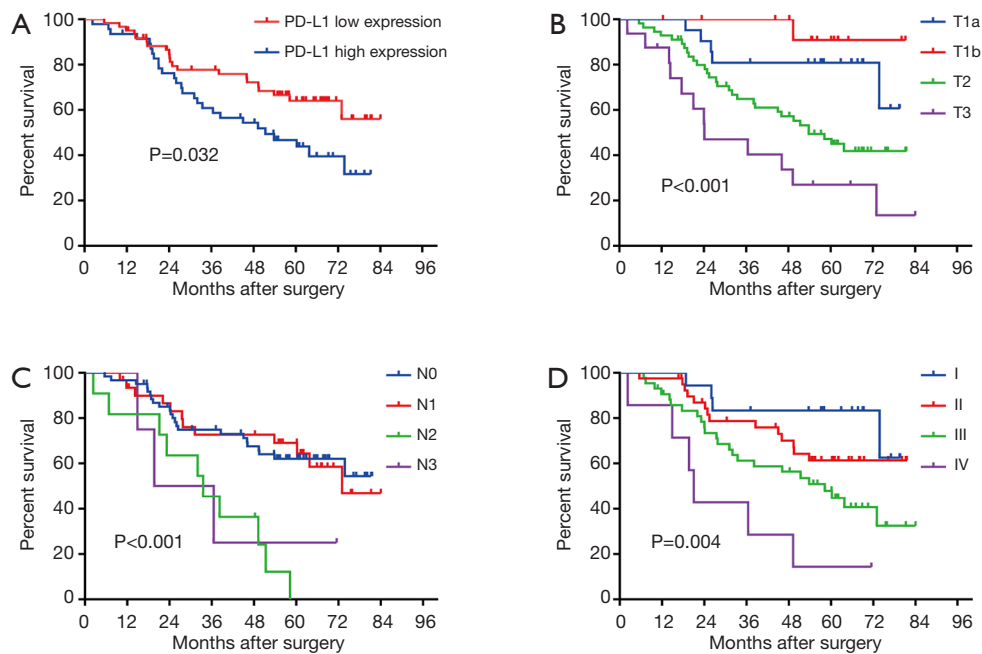 A
PD-L1 low expression
PD-L1 high expression
Percent survival
100
80
60
40
20
0
P=0.032
0 12 24 36 48 60 72 84 96
Months after surgery
B
T1a
T1b
T2
T3
Percent survival
100
80
60
40
20
0
P<0.001
0 12 24 36 48 60 72 84 96
Months after surgery
C
N0
N1
N2
N3
Percent survival
100
80
60
40
20
0
P<0.001
0 12 24 36 48 60 72 84 96
Months after surgery
D
I
II
III
IV
Percent survival
100
80
60
40
20
0
P=0.004
0 12 24 36 48 60 72 84 96
Months after surgery